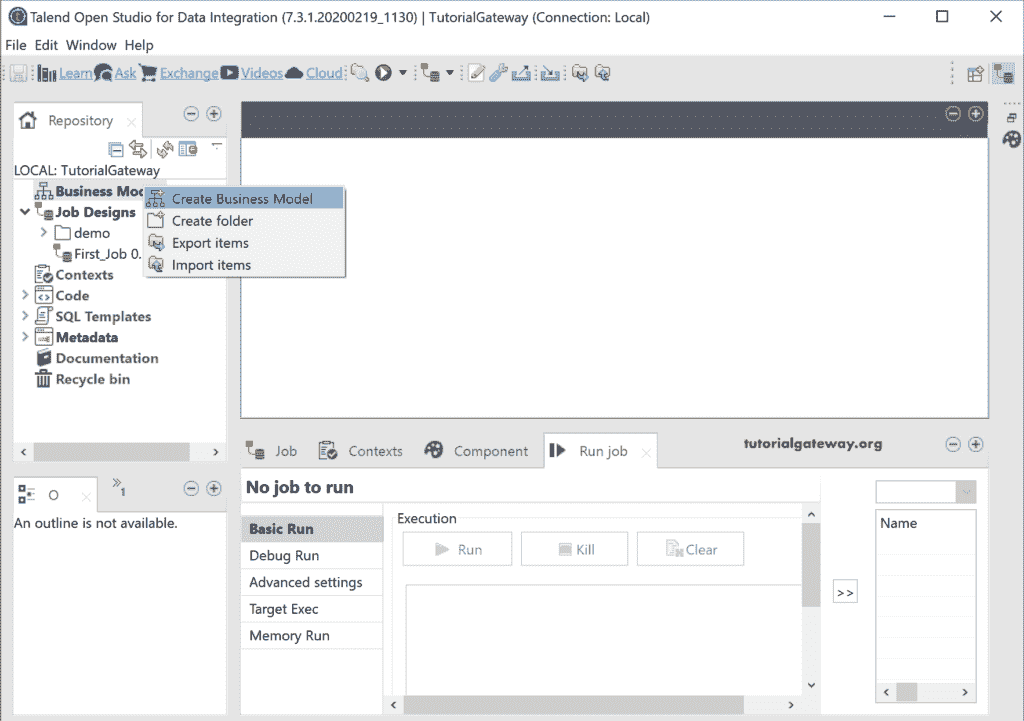 Talend Open Studio for Data Integration (7.3.1.20200219_1130) | TutorialGateway (Connection: Local)
File Edit Window Help
Learn Ask Exchange Videos Cloud
Repository
LOCAL: TutorialGateway
Business Mod
Create Business Model
Job Designs
Create folder
demo
Export items
First_Job 0.
Import items
Contexts
Code
SQL Templates
Metadata
Documentation
Recycle bin
Job Contexts Component Run job
tutorialgateway.org
O
1
An outline is not available.
No job to run
Basic Run
Debug Run
Advanced settings
Target Exec
Memory Run
Execution
Run Kill Clear
>>
Name